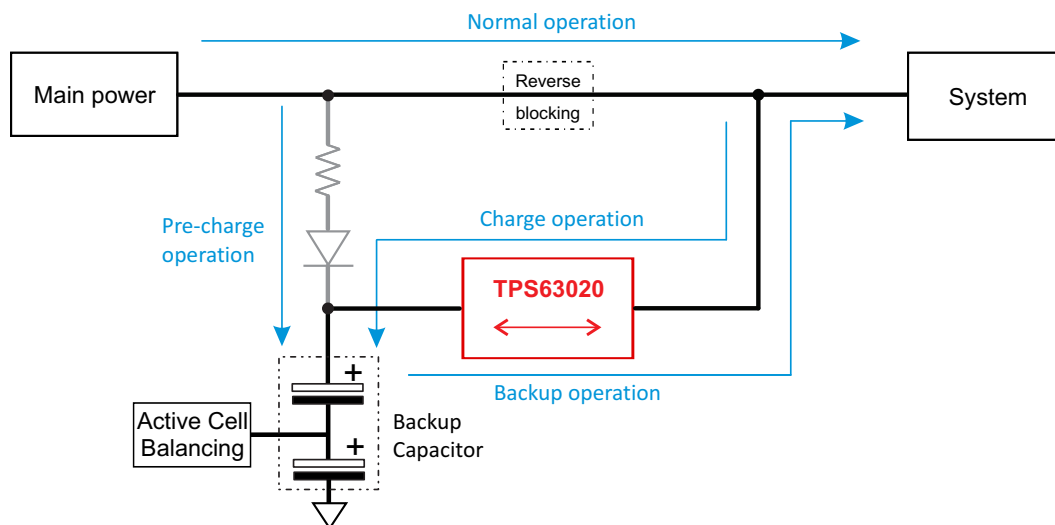 Normal operation
Main power
Reverse
blocking
System
Pre-charge
operation
Charge operation
TPS63020
Backup operation
+
Active Cell
Balancing
Backup
Capacitor
+